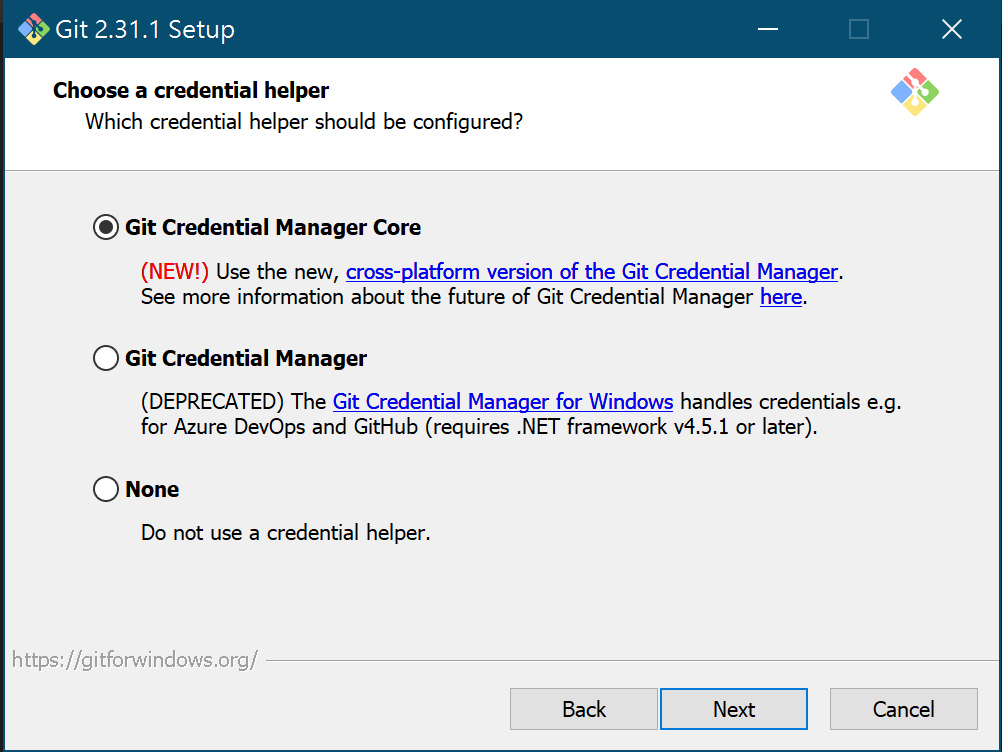 Git 2.31.1 Setup
Choose a credential helper
Which credential helper should be configured?
Git Credential Manager Core
(NEW!) Use the new, cross-platform version of the Git Credential Manager.
See more information about the future of Git Credential Manager here.
Git Credential Manager
(DEPRECATED) The Git Credential Manager for Windows handles credentials e.g.
for Azure DevOps and GitHub (requires .NET framework v4.5.1 or later).
None
Do not use a credential helper.
https://gitforwindows.org/
Back Next Cancel